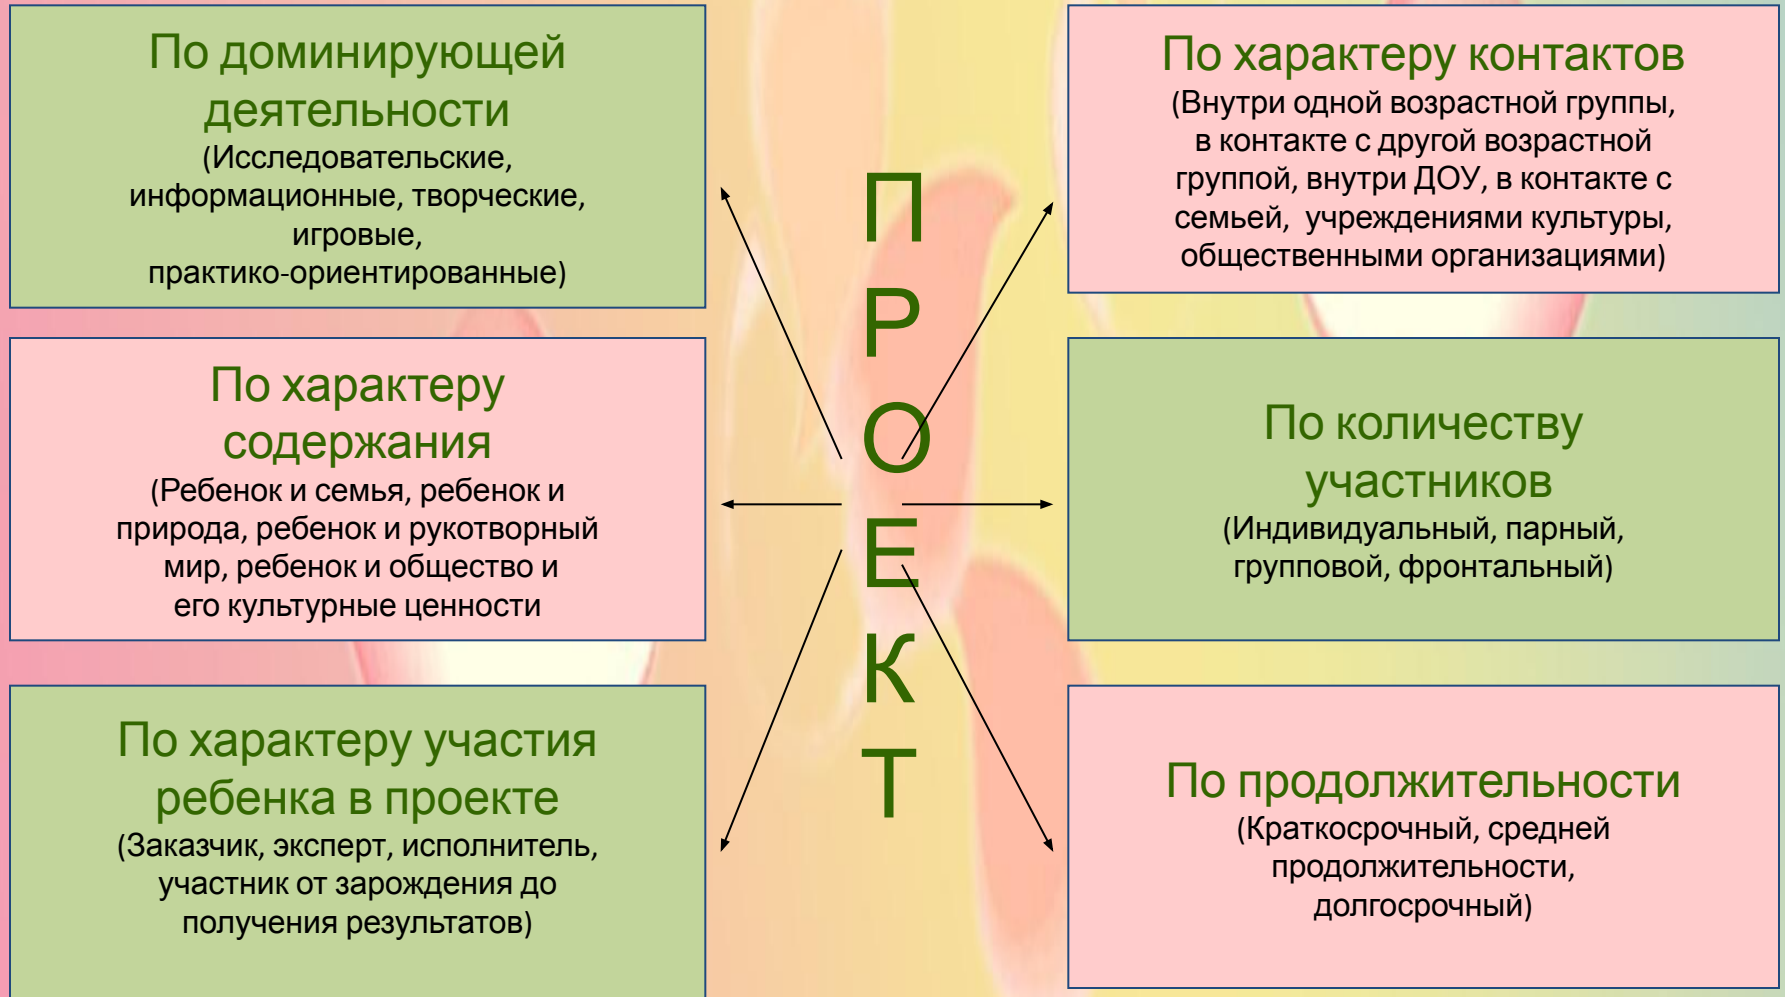 По доминирующей
деятельности
(Исследовательские,
информационные, творческие,
игровые,
практико-ориентированные)
По характеру
содержания
(Ребенок и семья, ребенок и
природа, ребенок и рукотворный
мир, ребенок и общество и
его культурные ценности
По характеру участия
ребенка в проекте
(Заказчик, эксперт, исполнитель,
участник от зарождения до
получения результатов)
П
Р
О
Е
К
Т
По характеру контактов
(Внутри одной возрастной группы,
в контакте с другой возрастной
группой, внутри ДОУ, в контакте с
семьей, учреждениями культуры,
общественными организациями)
По количеству
участников
(Индивидуальный, парный,
групповой, фронтальный)
По продолжительности
(Краткосрочный, средней
продолжительности,
долгосрочный)